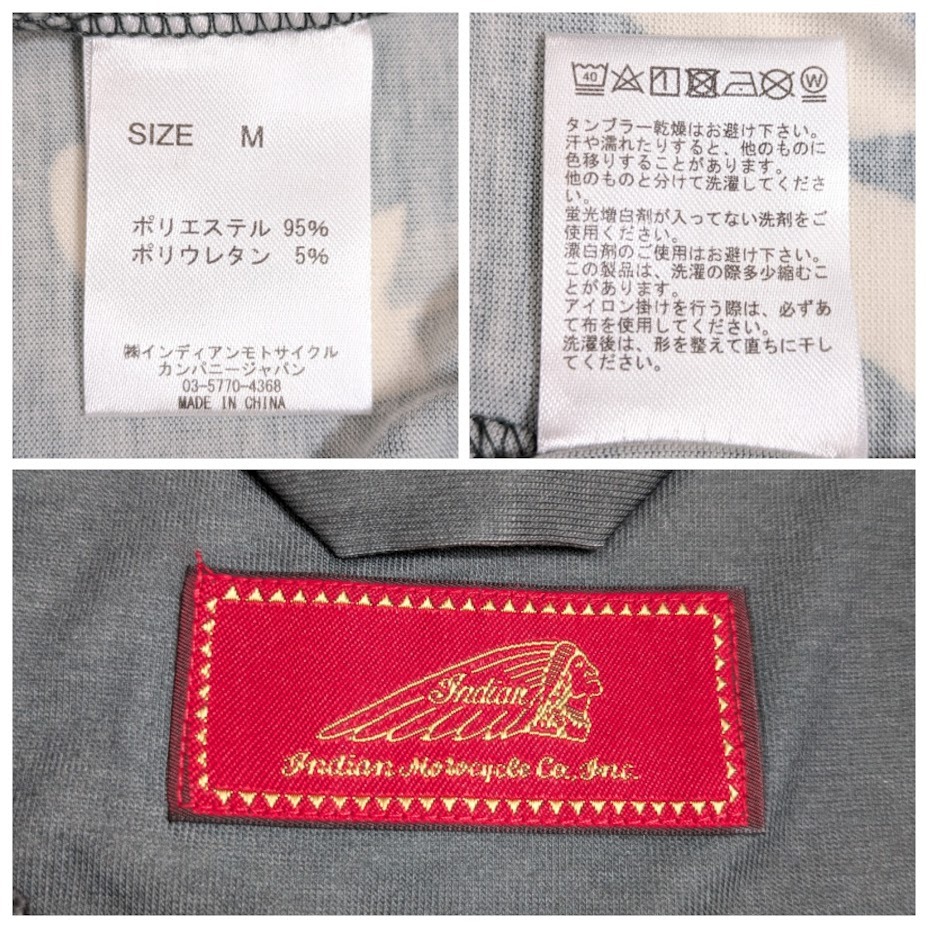 SIZE M
ポリエステル 95%
ポリウレタン 5%
㈱インディアンモトサイクル
カンパニージャパン
03-5770-4368
MADE IN CHINA
40
W
タンブラー乾燥はお避け下さい。
汗や濡れたりすると、他のものに
色移りすることがあります。
他のものと分けて洗濯してくださ
い。
蛍光増白剤が入ってない洗剤をご
使用ください。
漂白剤のご使用はお避け下さい。
この製品は、洗濯の際多少縮むこ
とがあります。
アイロン掛けを行う際は、必ずあ
て布を使用してください。
洗濯後は、形を整えて直ちに干し
てください。
Indian
Indian Motocycle Co., Inc.